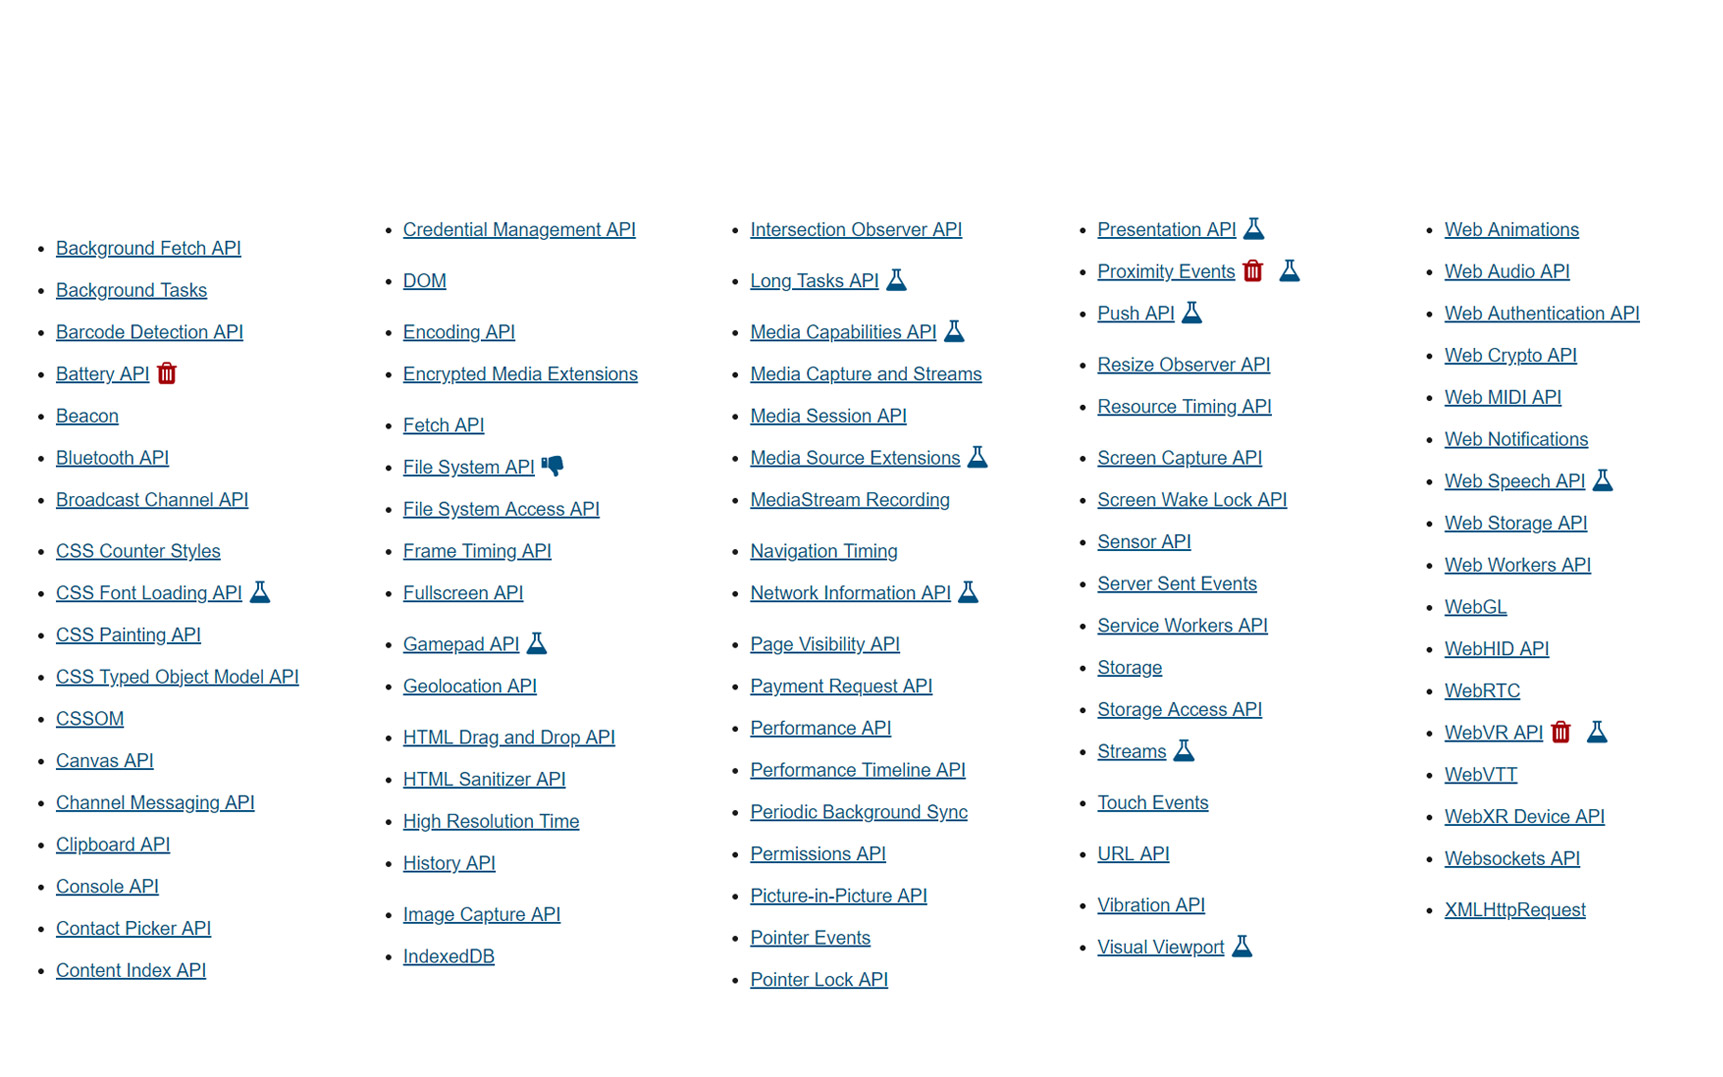 Background Fetch API
Background Tasks
Barcode Detection API
Battery API
Beacon
Bluetooth API
Broadcast Channel API
CSS Counter Styles
CSS Font Loading API
CSS Painting API
CSS Typed Object Model API
CSSOM
Canvas API
Channel Messaging API
Clipboard API
Console API
Contact Picker API
Content Index API
Credential Management API
DOM
Encoding API
Encrypted Media Extensions
Fetch API
File System API
File System Access API
Frame Timing API
Fullscreen API
Gamepad API
Geolocation API
HTML Drag and Drop API
HTML Sanitizer API
High Resolution Time
History API
Image Capture API
IndexedDB
Intersection Observer API
Long Tasks API
Media Capabilities API
Media Capture and Streams
Media Session API
Media Source Extensions
MediaStream Recording
Navigation Timing
Network Information API
Page Visibility API
Payment Request API
Performance API
Performance Timeline API
Periodic Background Sync
Permissions API
Picture-in-Picture API
Pointer Events
Pointer Lock API
Presentation API
Proximity Events
Push API
Resize Observer API
Resource Timing API
Screen Capture API
Screen Wake Lock API
Sensor API
Server Sent Events
Service Workers API
Storage
Storage Access API
Streams
Touch Events
URL API
Vibration API
Visual Viewport
Web Animations
Web Audio API
Web Authentication API
Web Crypto API
Web MIDI API
Web Notifications
Web Speech API
Web Storage API
Web Workers API
WebGL
WebHID API
WebRTC
WebVR API
WebVTT
WebXR Device API
Websockets API
XMLHttpRequest